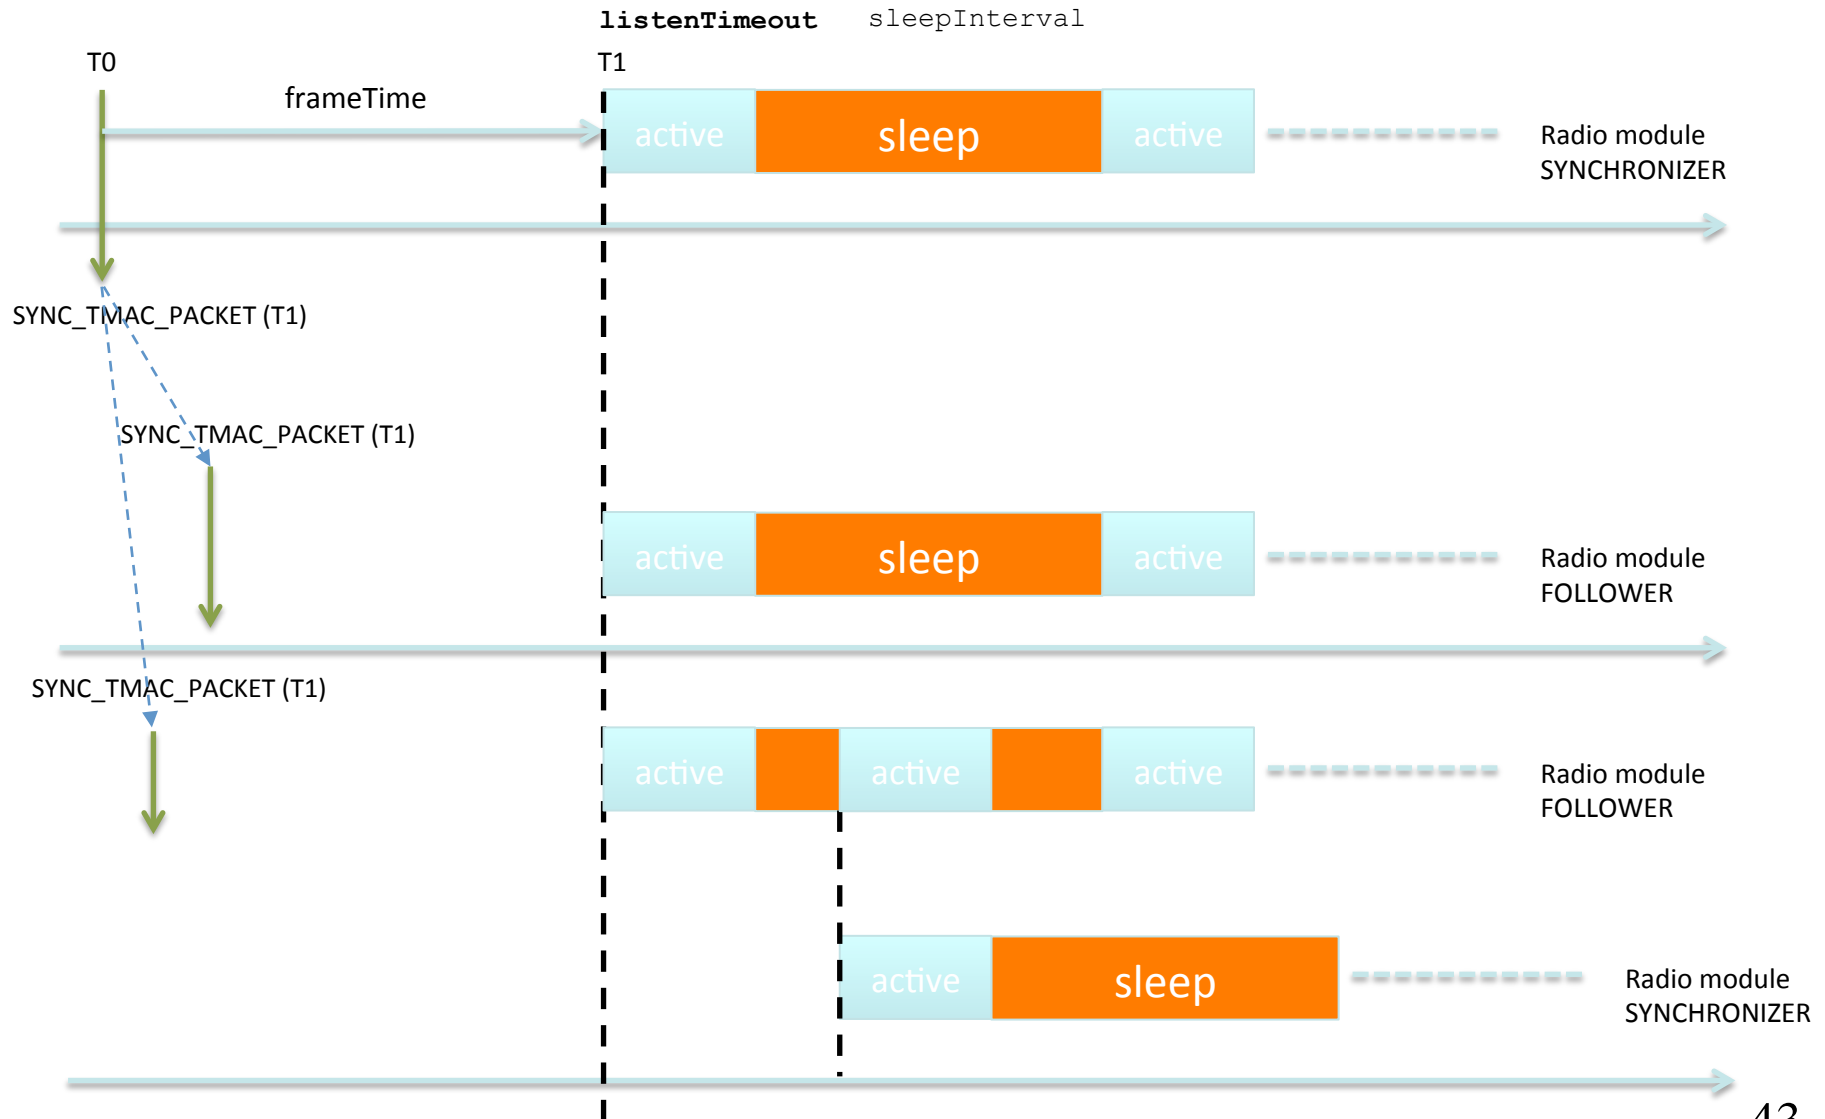 listenTimeout sleepInterval
T0
T1
frameTime
active sleep active
Radio module
SYNCHRONIZER
SYNC_TMAC_PACKET (T1)
SYNC_TMAC_PACKET (T1)
active sleep active
Radio module
FOLLOWER
SYNC_TMAC_PACKET (T1)
active active active
Radio module
FOLLOWER
active sleep
Radio module
SYNCHRONIZER